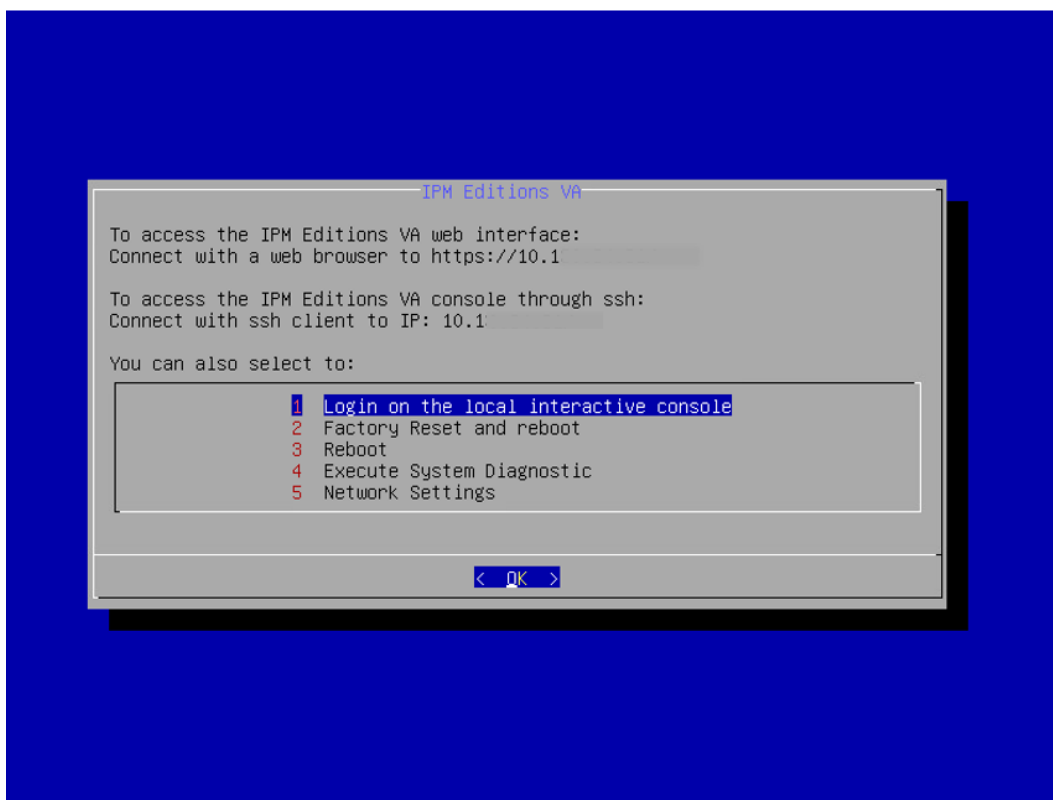 IPM Editions VA
To access the IPM Editions VA web interface:
Connect with a web browser to https://10.1
To access the IPM Editions VA console through ssh:
Connect with ssh client to IP: 10.1
You can also select to:
1 Login on the local interactive console
2 Factory Reset and reboot
3 Reboot
4 Execute System Diagnostic
5 Network Settings
< OK >